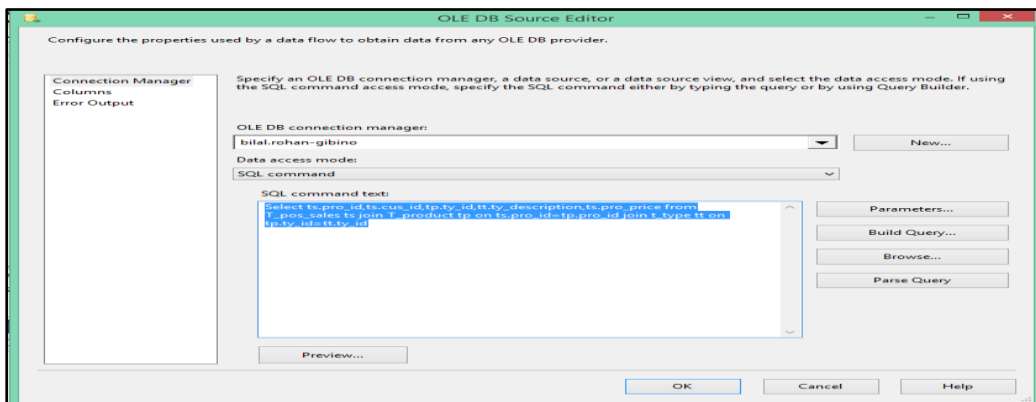 OLE DB Source Editor
Configure the properties used by a data flow to obtain data from any OLE DB provider.
Connection Manager
Columns
Error Output
Specify an OLE DB connection manager, a data source, or a data source view, and select the data access mode. If using
the SQL command access mode, specify the SQL command either by typing the query or by using Query Builder.
OLE DB connection manager:
bilal.rohan-gibino
New...
Data access mode:
SQL command
SQL command text:
Select ts.pro_id,ts.cus_id,tp.ty_id,tt.ty_description,ts.pro_price from
T_pos_sales ts join T_product tp on ts.pro_id=tp.pro_id join t_type tt on
tp.ty_id=tt.ty_id
Parameters...
Build Query...
Browse...
Parse Query
Preview...
OK
Cancel
Help